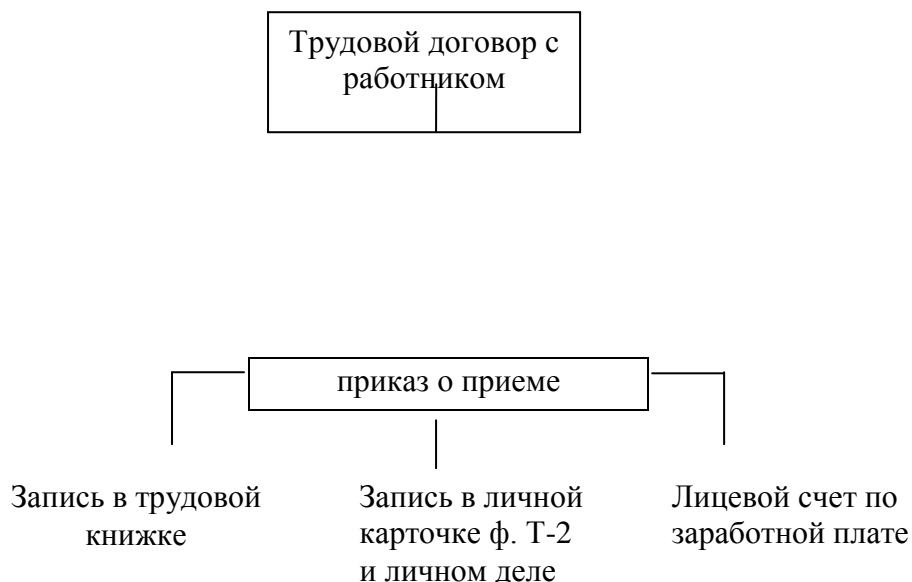 Трудовой договор с
работником
приказ о приеме
Запись в трудовой
книжке
Запись в личной
карточке ф. Т-2
и личном деле
Лицевой счет по
заработной плате